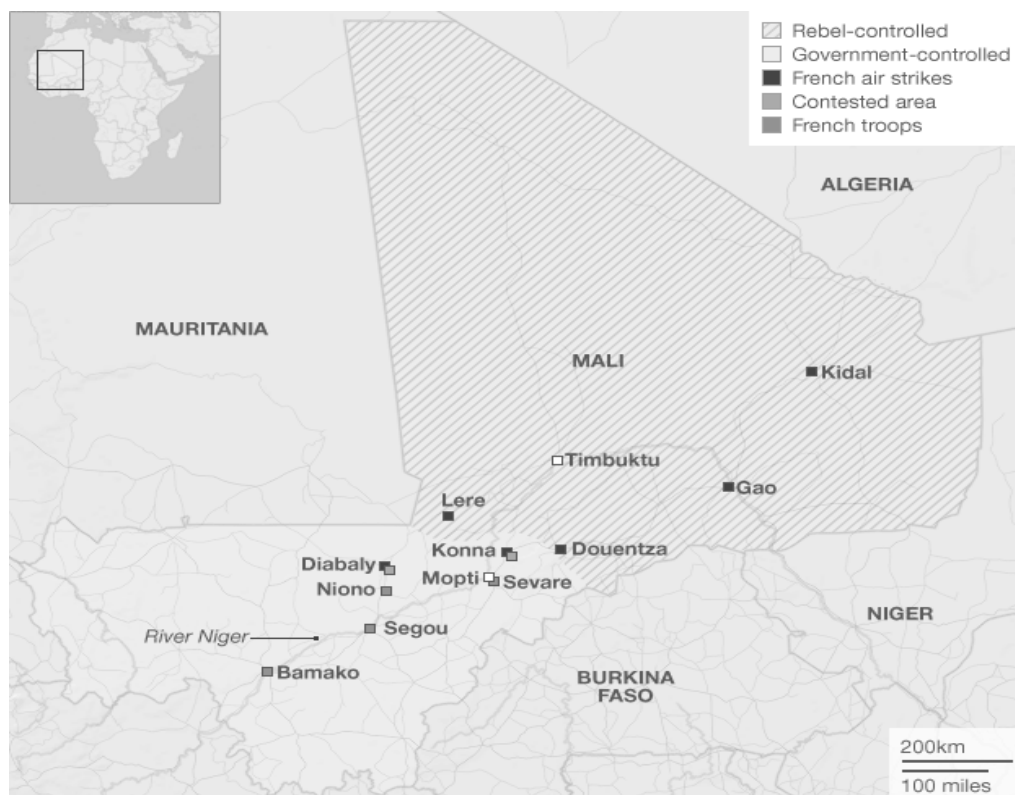 Rebel-controlled
Government-controlled
French air strikes
Contested area
French troops
ALGERIA
MAURITANIA
MALI
Kidal
Timbuktu
Gao
Lere
Konna
Douentza
Diabaly
Mopti
Sevare
Niono
NIGER
Segou
River Niger
Bamako
BURKINA
FASO
200km
100 miles